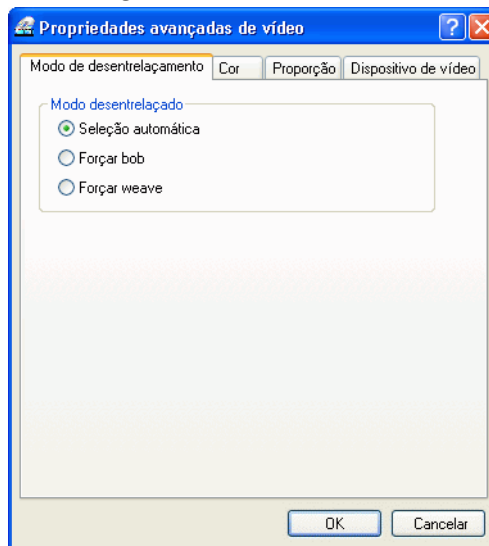 Propriedades avançadas de vídeo
Modo de desentrelaçamento Cor Proporção Dispositivo de vídeo
Modo desentrelaçado
Seleção automática
Forçar bob
Forçar weave
OK Cancelar